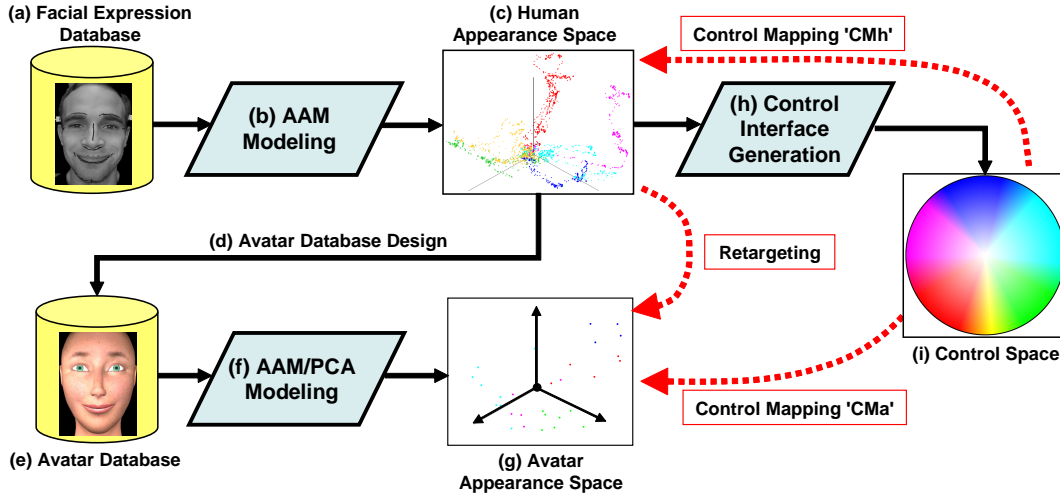 (a) Facial Expression
Database
(c) Human
Appearance Space
Control Mapping 'CMh'
(b) AAM
Modeling
(h) Control
Interface
Generation
(d) Avatar Database Design
Retargeting
(f) AAM/PCA
Modeling
(i) Control Space
Control Mapping 'CMa'
(e) Avatar Database
(g) Avatar
Appearance Space